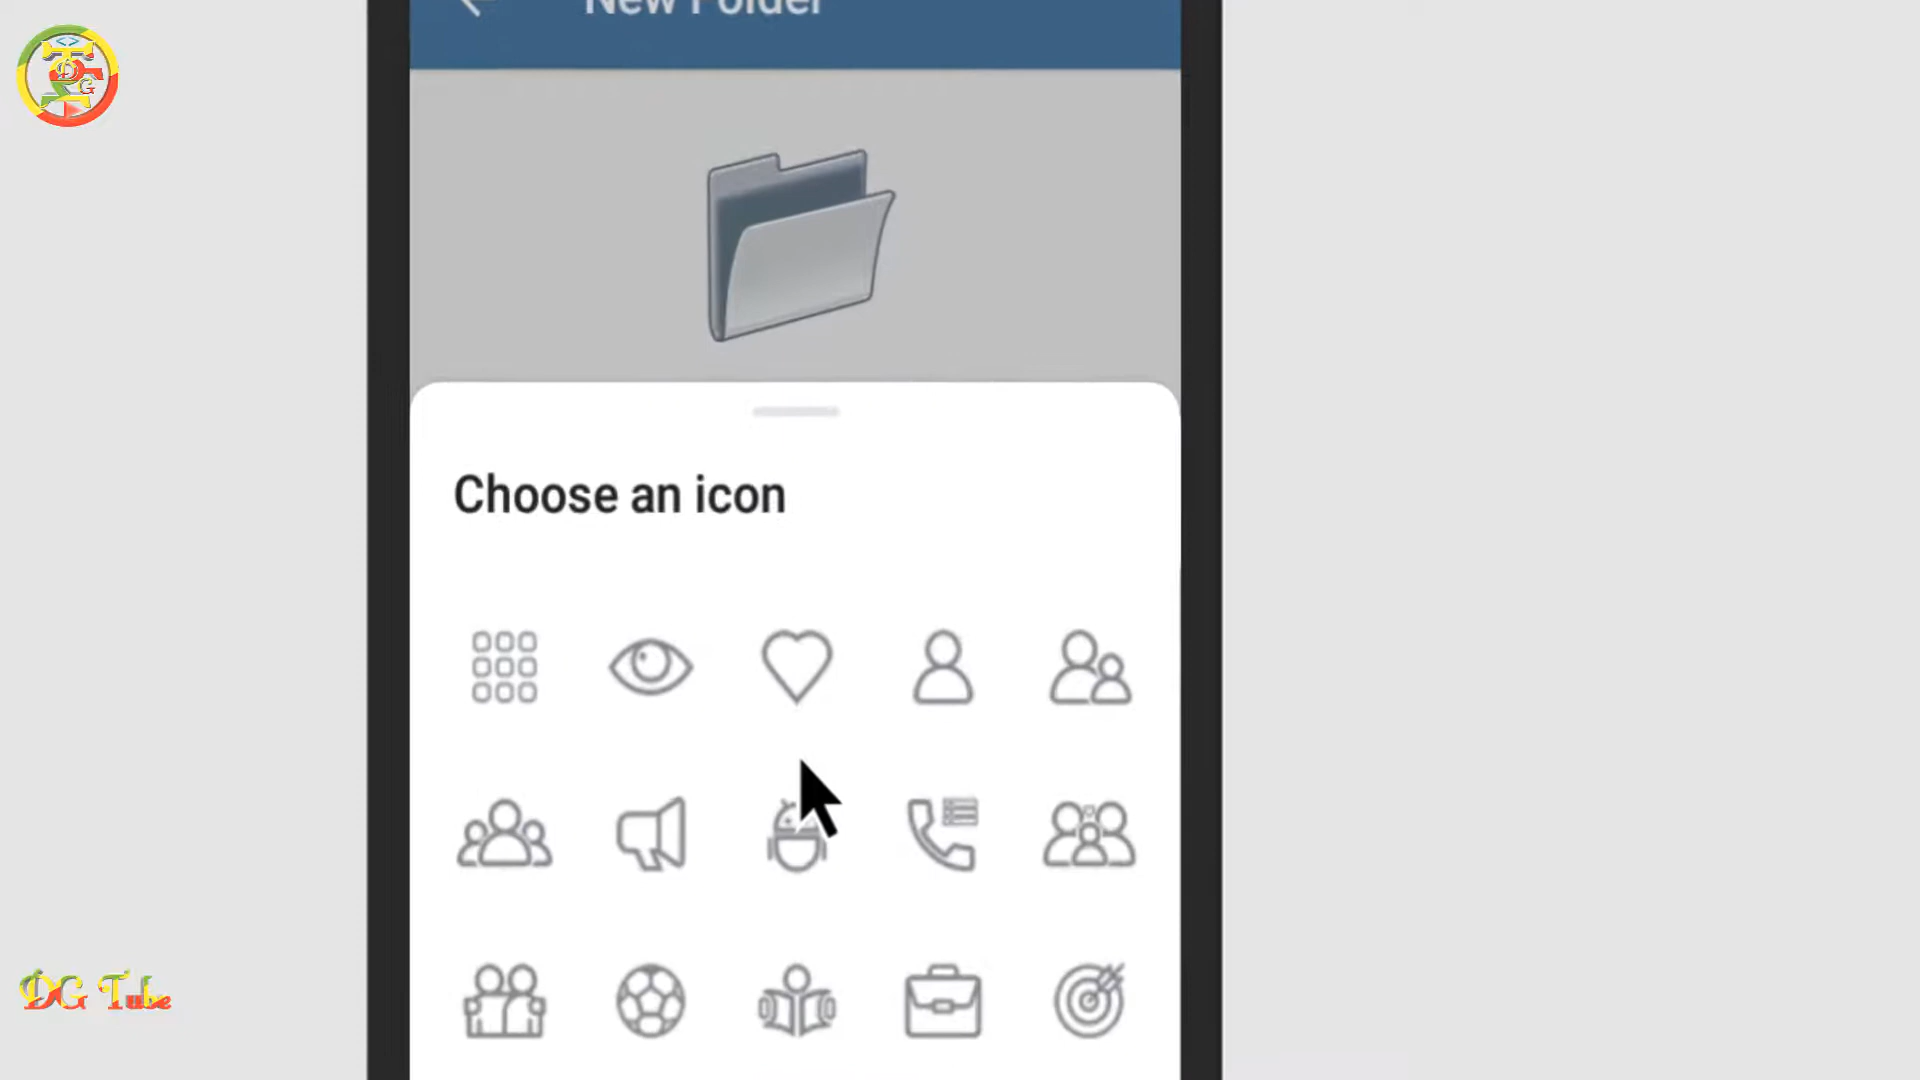 New Folder
<>
D
G
Choose an icon
DG Tube